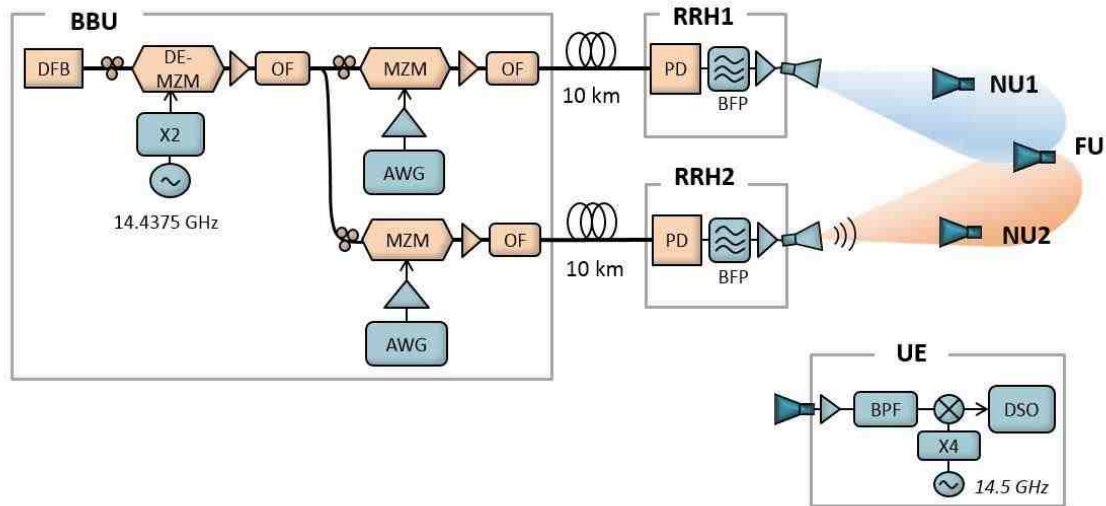 BBU
DFB
DE-
MZM
OF
X2
14.4375 GHz
MZM
OF
AWG
MZM
OF
AWG
10 km
10 km
RRH1
PD
BFP
RRH2
PD
BFP
NU1
FU
NU2
UE
BPF
DSO
X4
14.5 GHz